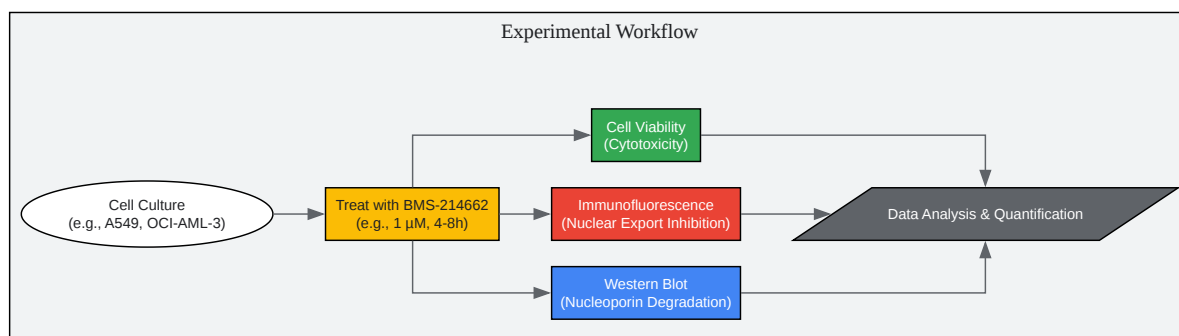 Experimental Workflow
Cell Culture
(e.g., A549, OCI-AML-3)
Treat with BMS-214662
(e.g., 1 µM, 4-8h)
Cell Viability
(Cytotoxicity)
Immunofluorescence
(Nuclear Export Inhibition)
Western Blot
(Nucleoporin Degradation)
Data Analysis & Quantification